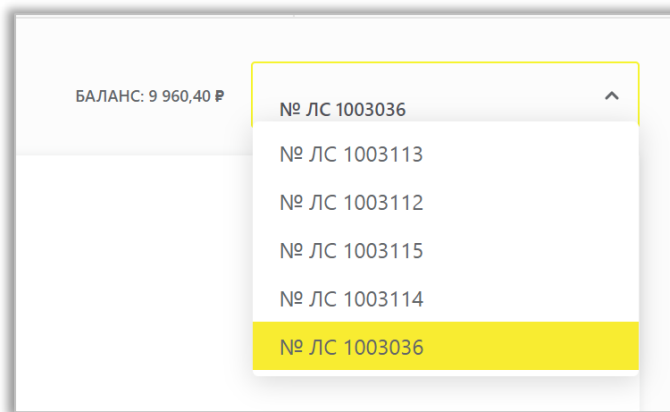 БАЛАНС: 9 960,40 ₽
№ ЛС 1003036
№ ЛС 1003113
№ ЛС 1003112
№ ЛС 1003115
№ ЛС 1003114
№ ЛС 1003036